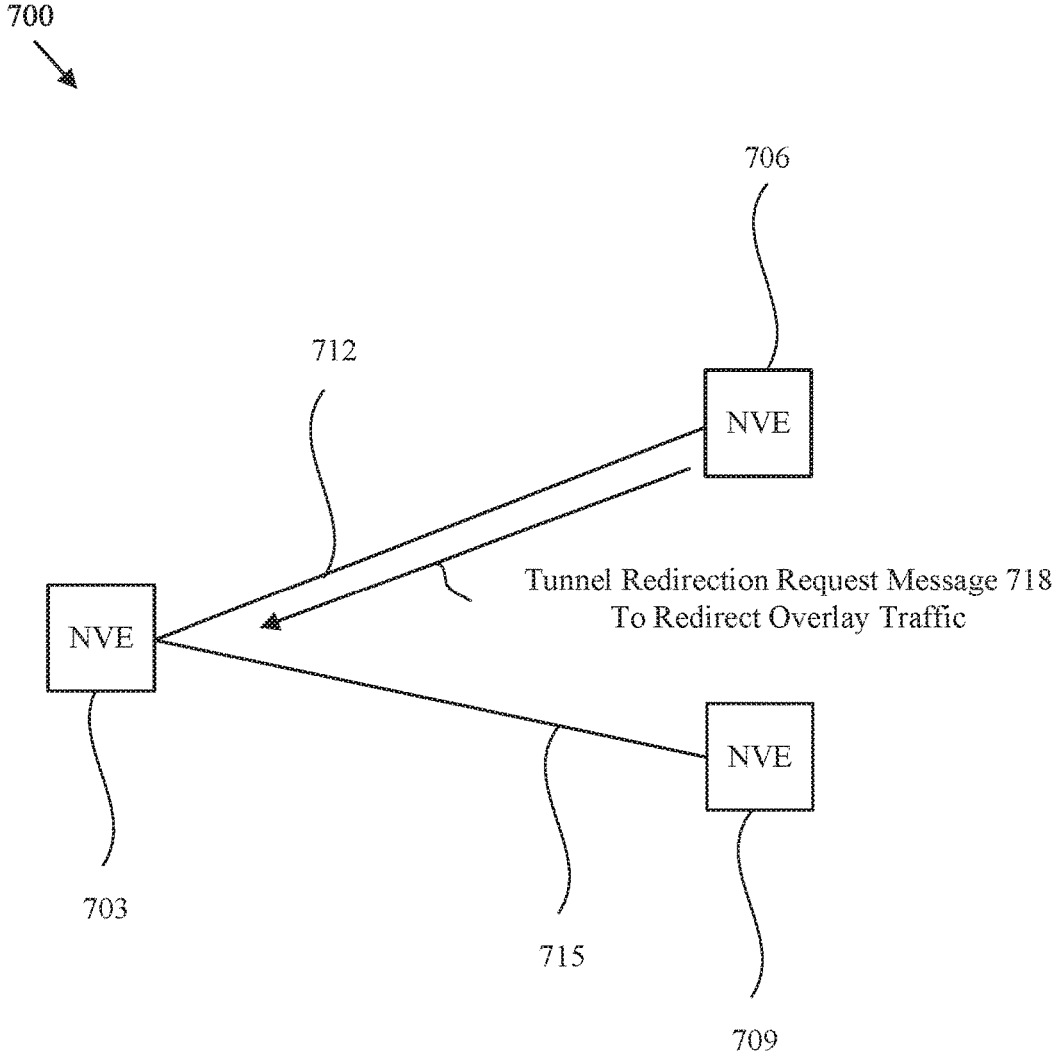 700
706
712
NVE
Tunnel Redirection Request Message 718
To Redirect Overlay Traffic
NVE
NVE
703
715
709